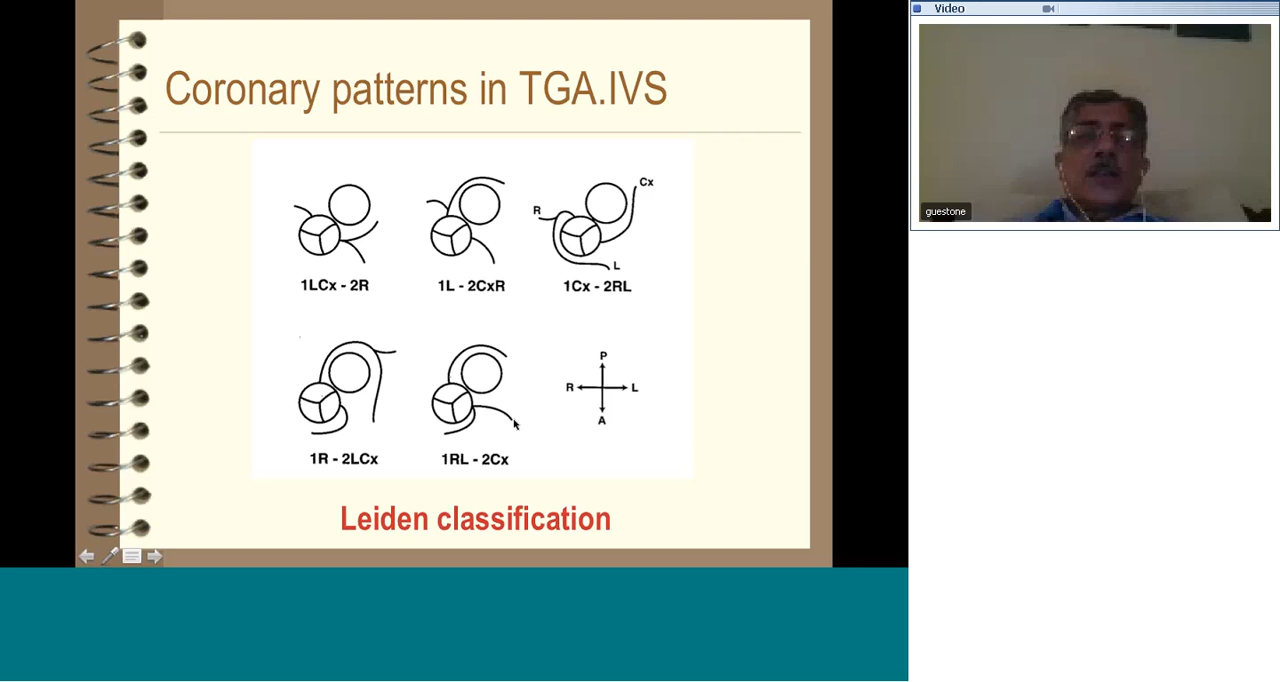 Video
guestone
Coronary patterns in TGA.IVS
Cx
R
L
1LCx - 2R
1L - 2CxR
1Cx - 2RL
P
R
L
A
1R - 2LCx
1RL - 2Cx
Leiden classification